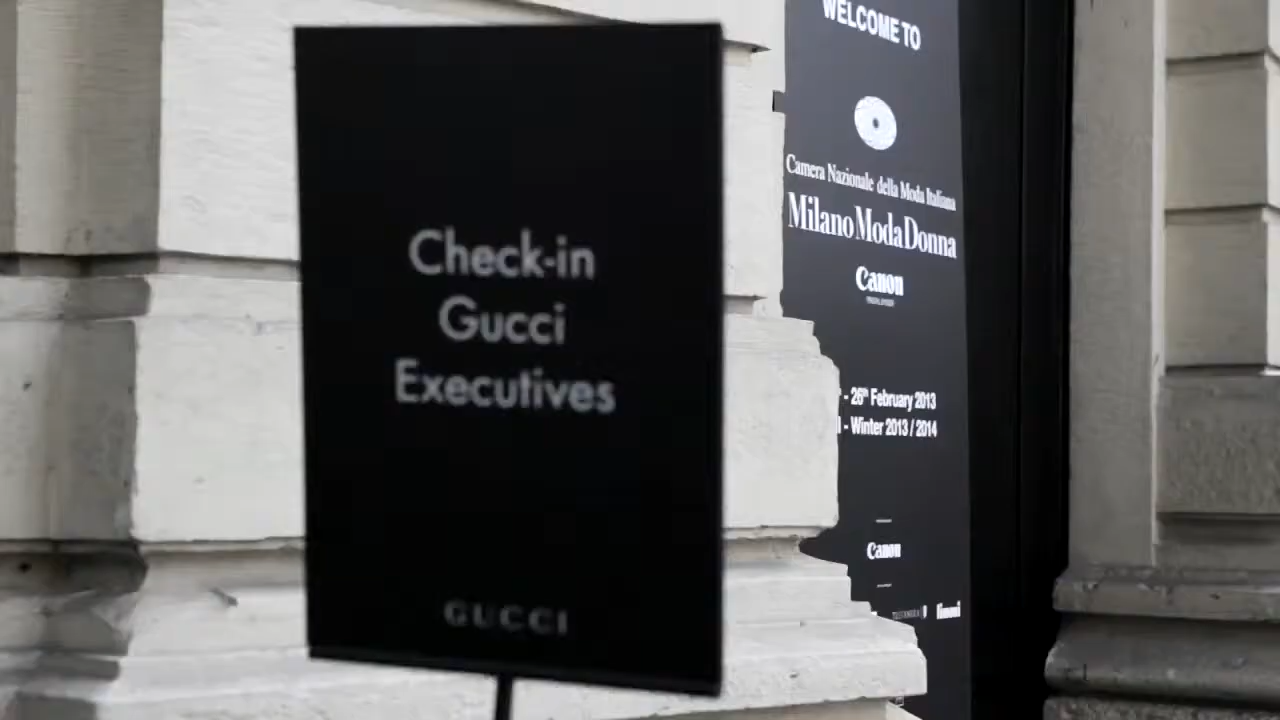 Check-in
Gucci
Executives
GUCCI
WELCOME TO
Camera Nazionale della Moda Italiana
MilanoModaDonna
Canon
- 26th February 2013
- Winter 2013 / 2014
Canon